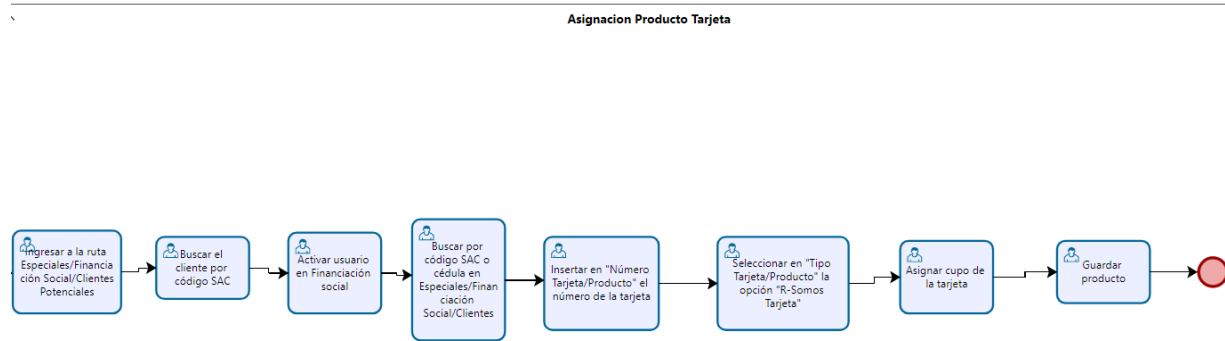 Asignacion Producto Tarjeta
Ingresar a la ruta
Especiales/Financia
ción Social/Clientes
Potenciales
Buscar el
cliente por
código SAC
Activar usuario
en Financiación
social
Buscar por
código SAC o
cédula en
Especiales/Finan
ciación
Social/Clientes
Insertar en "Número
Tarjeta/Producto" el
número de la tarjeta
Seleccionar en "Tipo
Tarjeta/Producto" la
opción "R-Somos
Tarjeta"
Asignar cupo de
la tarjeta
Guardar
producto